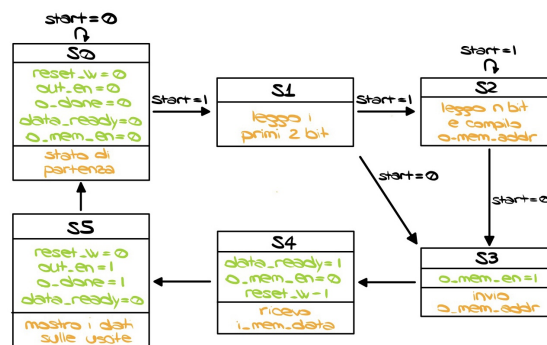 start=0
S0
reset_w=0
out_en=0
o_done=0
data_ready=0
o_mem_en=0
stato di
partenza
start=1
S1
leggo i
primi 2 bit
start=1
start=1
S2
leggo n bit
e compilo
o_mem_addr
start=0
start=0
S3
o_mem_en=1
invio
o_mem_addr
S4
data_ready=1
o_mem_en=0
reset_w=1
ricevo
i_mem_data
S5
reset_w=0
out_en=1
o_done=1
data_ready=0
mostro i dati
sulle uscite